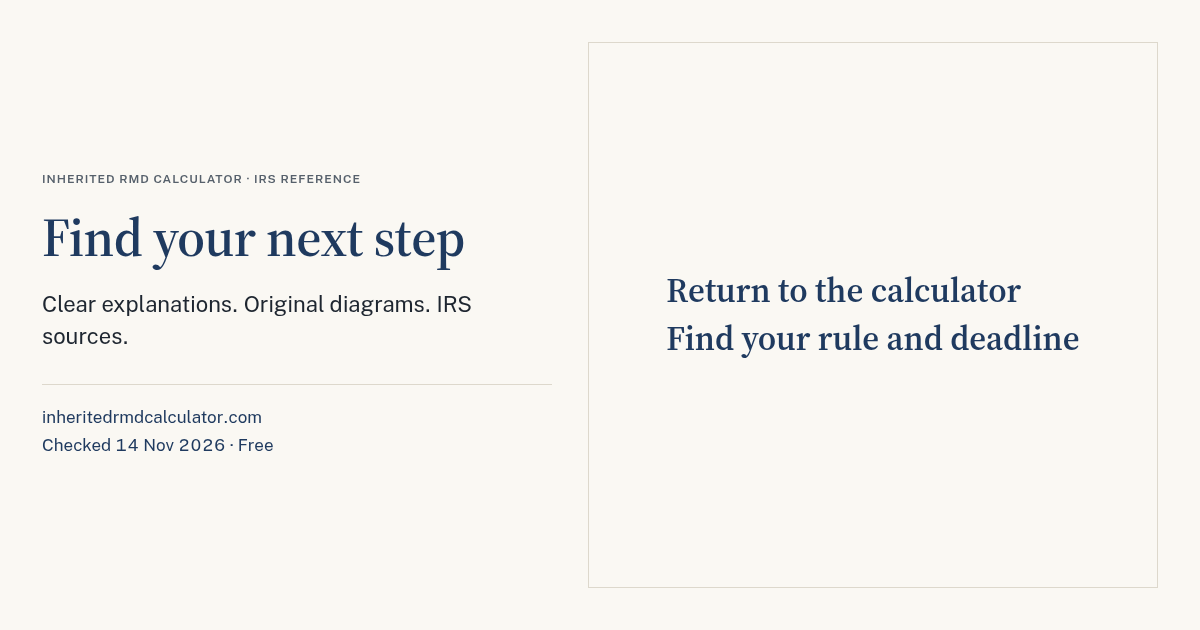 INHERITED RMD CALCULATOR · IRS REFERENCE
Find your next step
Clear explanations. Original diagrams. IRS
sources.
inheritedrmdcalculator.com
Checked 14 Nov 2026 · Free
Return to the calculator
Find your rule and deadline